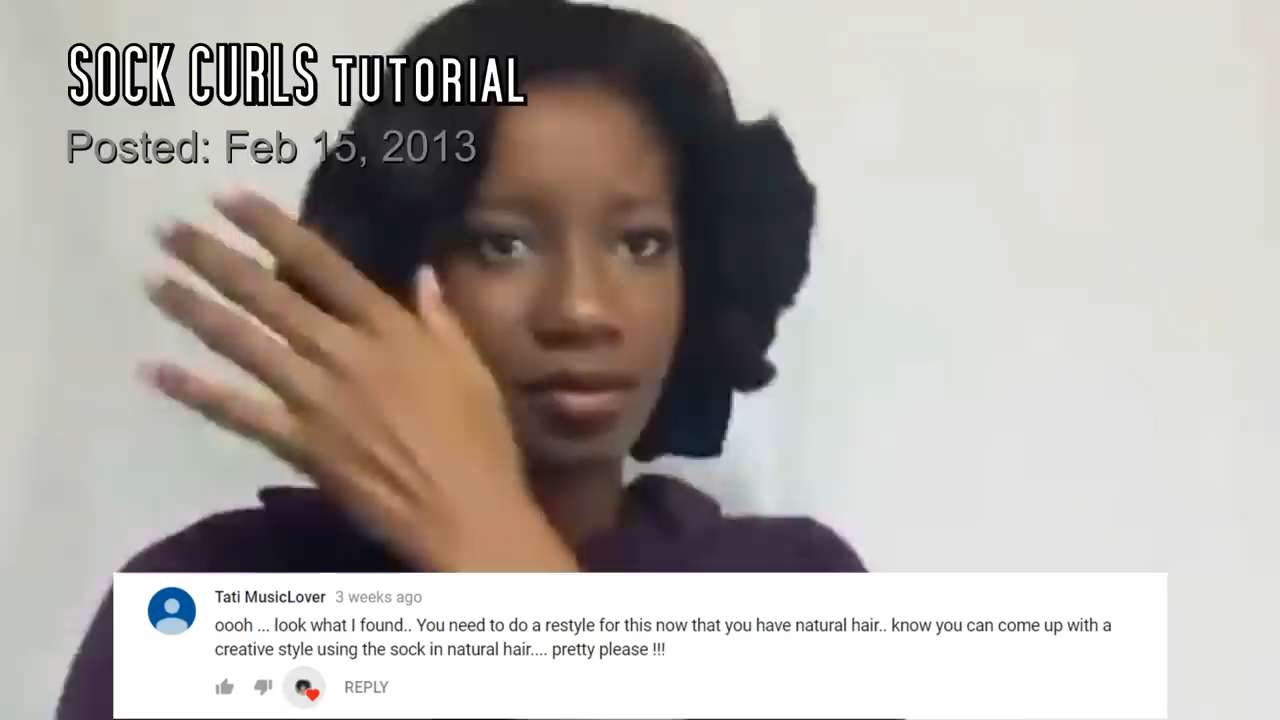 SOCK CURLS TUTORIAL
Posted: Feb 15, 2013
Tati MusicLover 3 weeks ago
oooh ... look what I found.. You need to do a restyle for this now that you have natural hair.. know you can come up with a
creative style using the sock in natural hair.... pretty please !!!
REPLY